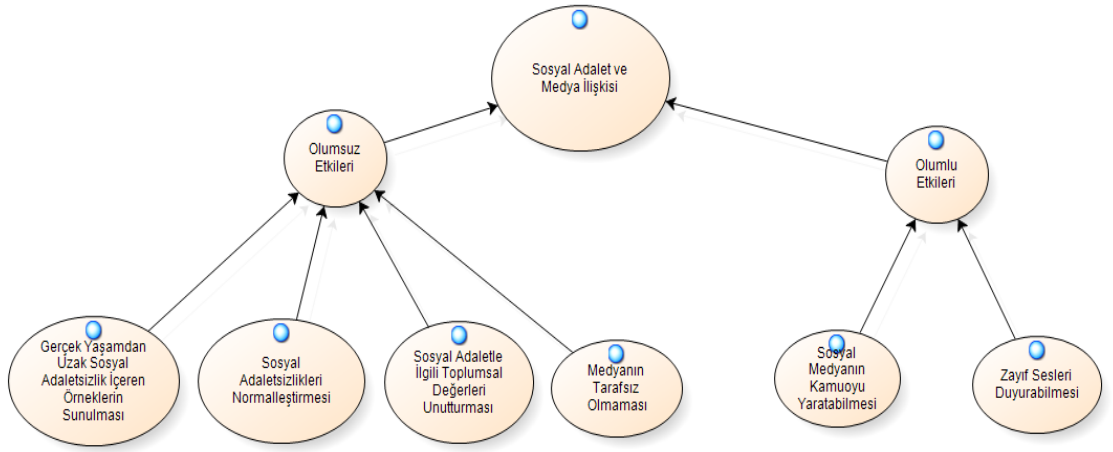 Sosyal Adalet ve
Medya İlişkisi
Olumsuz
Etkileri
Olumlu
Etkileri
Gerçek Yaşamdan
Uzak Sosyal
Adaletsizlik İçeren
Örneklerin
Sunulması
Sosyal
Adaletsizlikleri
Normalleştirmesi
Sosyal Adaletle
İlgili Toplumsal
Değerleri
Unutturması
Medyanın
Tarafsız
Olmaması
Sosyal
Medyanın
Kamuoyu
Yaratabilmesi
Zayıf Sesleri
Duyurabilmesi